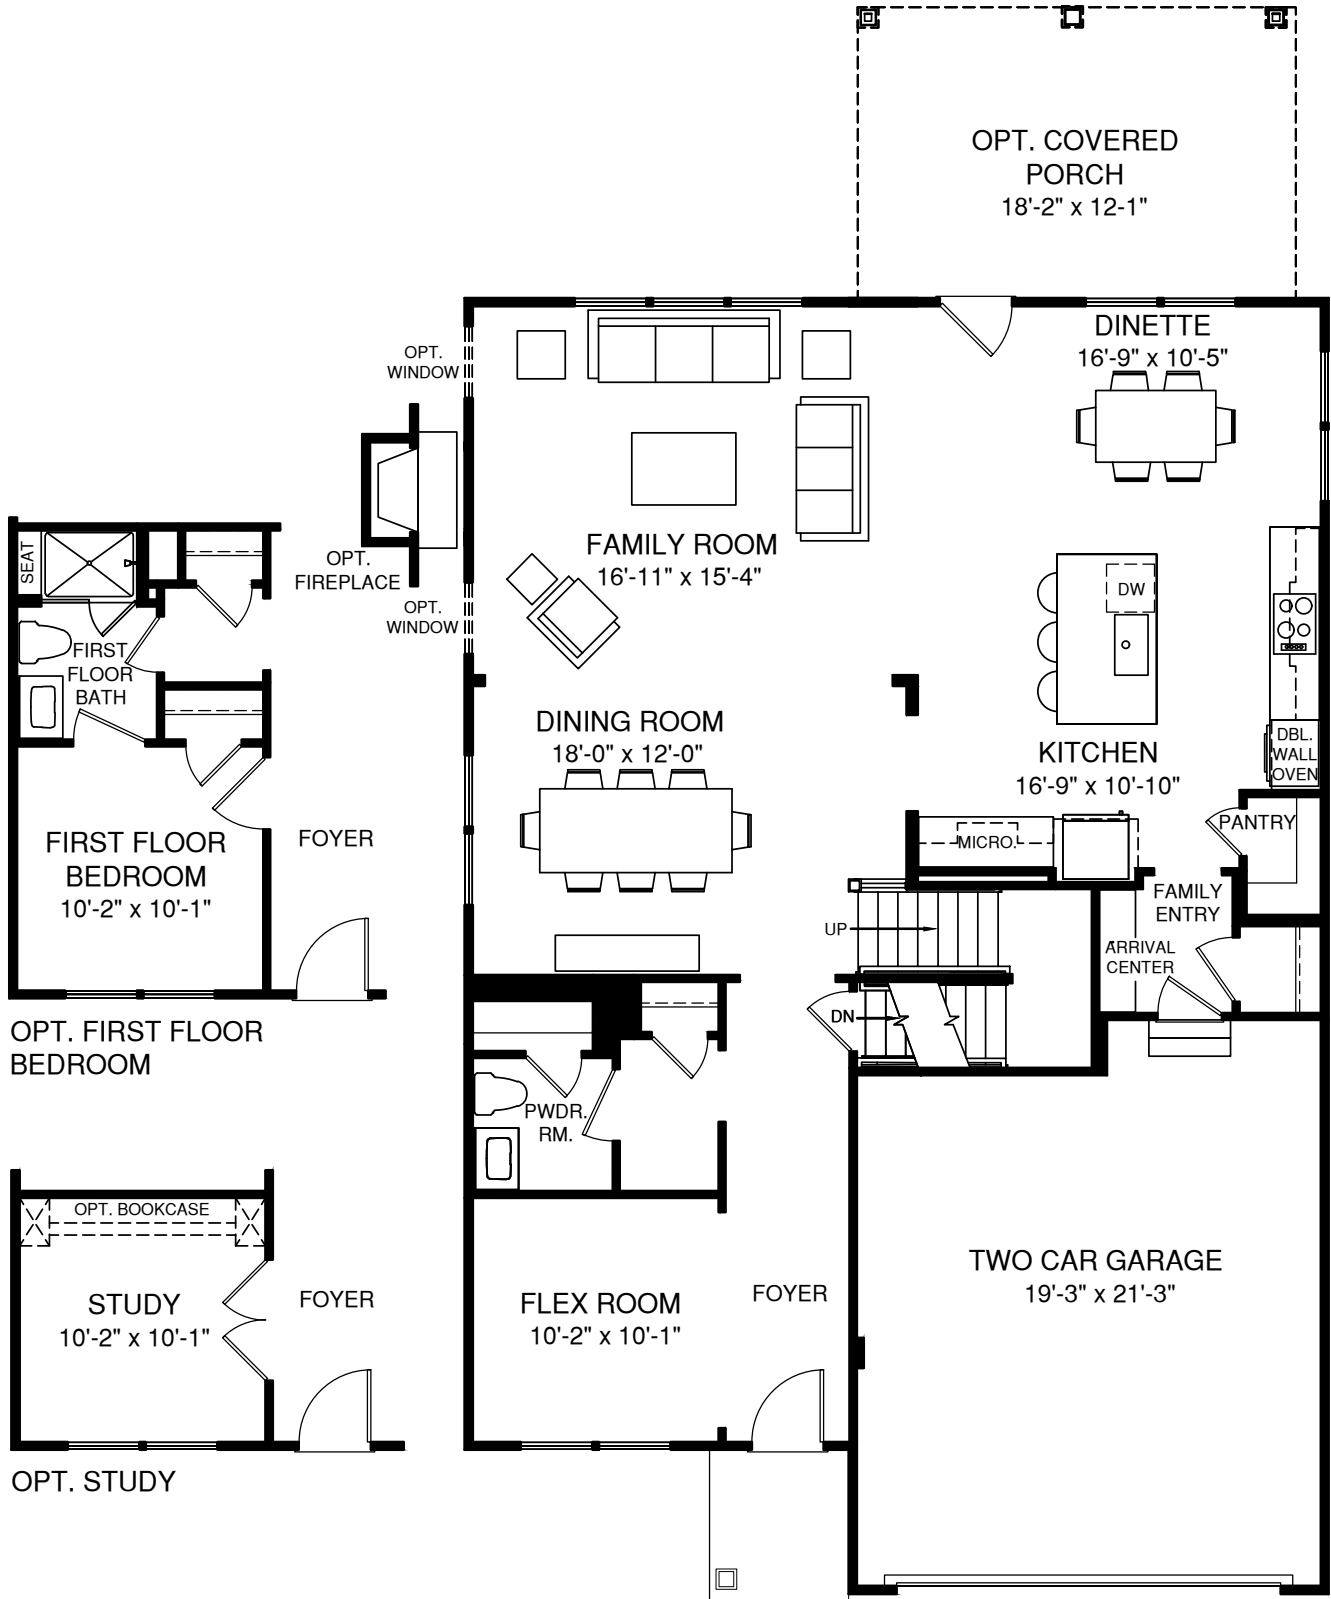 OPT. COVERED
PORCH
18'-2" x 12-1"
DINETTE
16'-9" x 10'-5"
OPT.
WINDOW
FAMILY ROOM
16'-11" x 15'-4"
OPT.
FIREPLACE
OPT.
WINDOW
DW
SEAT
FIRST
FLOOR
BATH
DINING ROOM
18'-0" x 12'-0"
KITCHEN
16'-9" x 10'-10"
DBL.
WALL
OVEN
PANTRY
MICRO.
FIRST FLOOR
BEDROOM
10'-2" x 10'-1"
FOYER
FAMILY
ENTRY
UP
ARRIVAL
CENTER
DN
OPT. FIRST FLOOR
BEDROOM
PWDR.
RM.
OPT. BOOKCASE
STUDY
10'-2" x 10'-1"
FOYER
FLEX ROOM
10'-2" x 10'-1"
FOYER
TWO CAR GARAGE
19'-3" x 21'-3"
OPT. STUDY